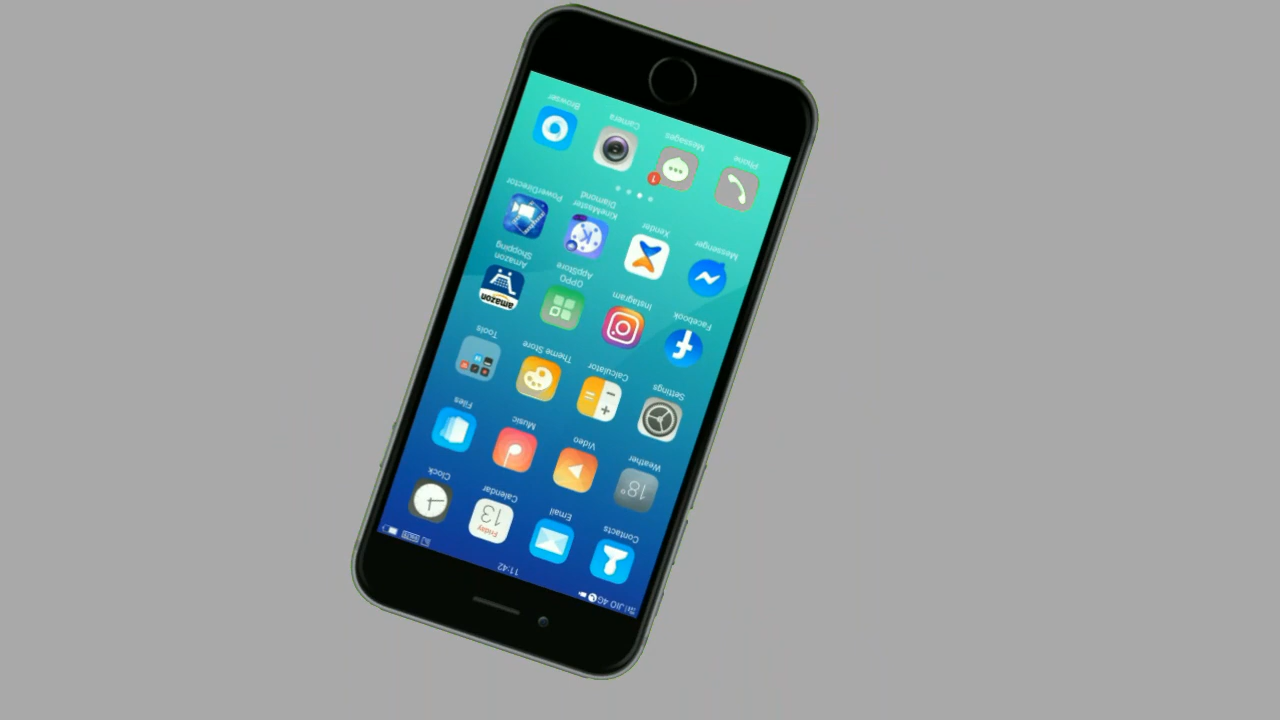 JIO 4G 11:42
Contacts Email Calendar Clock
Friday
13
18°
Weather Video Music Files
Settings Calculator Theme Store Tools
amazon
Facebook Instagram OPPO AppStore Amazon Shopping
Messenger Xender KineMaster Diamond PowerDirector
1
Phone Messages Camera Browser